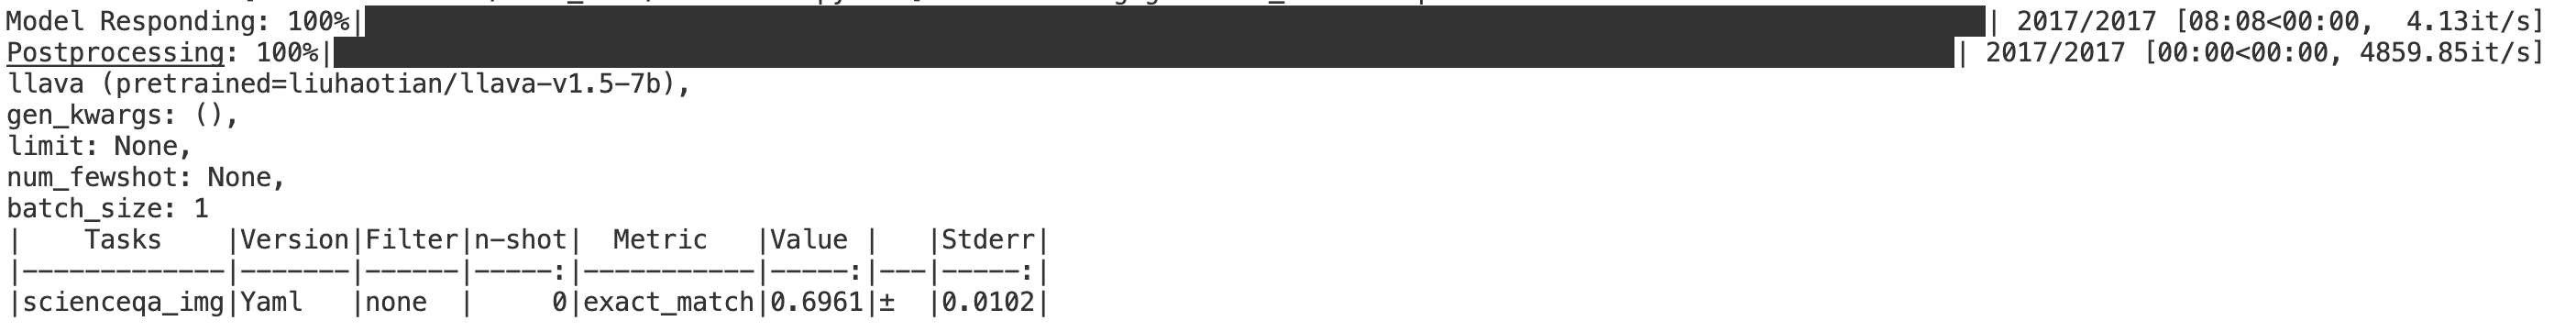 Model Responding: 100%|| 2017/2017 [08:08<00:00,  4.13it/s]
Postprocessing: 100%|| 2017/2017 [00:00<00:00, 4859.85it/s]
llava (pretrained=liuhaotian/llava-v1.5-7b),
gen_kwargs: (),
limit: None,
num_fewshot: None,
batch_size: 1
|    Tasks    |Version|Filter|n-shot|  Metric   |Value |   |Stderr|
|-------------|-------|------|-----:|-----------|-----:|---|-----:|
|scienceqa_img|Yaml   |none  |     0|exact_match|0.6961|±  |0.0102|